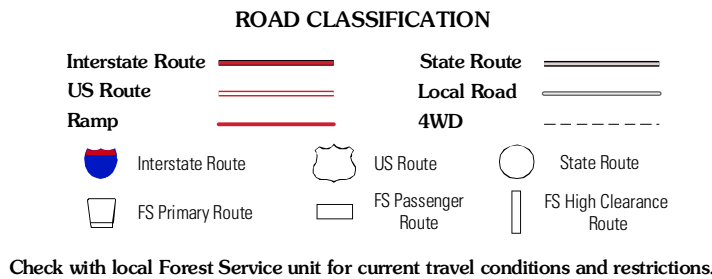 ROAD CLASSIFICATION
Interstate Route
State Route
US Route
Local Road
Ramp
4WD
Interstate Route
US Route
State Route
FS Primary Route
FS Passenger
Route
FS High Clearance
Route
Check with local Forest Service unit for current travel conditions and restrictions.